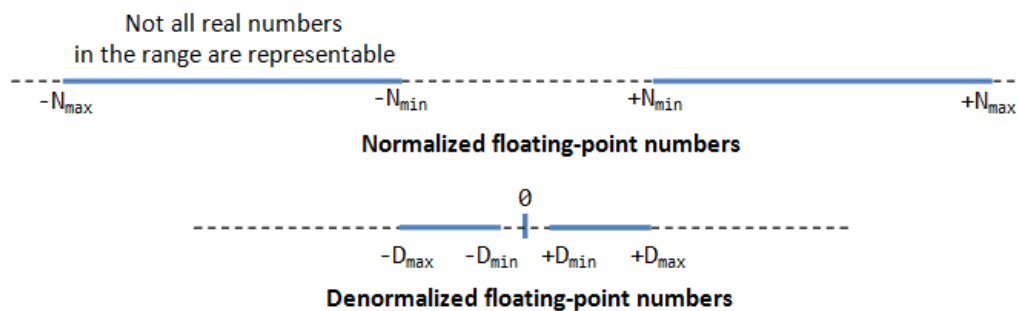 Not all real numbers
in the range are representable
-Nmax -Nmin +Nmin +Nmax
Normalized floating-point numbers
0
-Dmax -Dmin +Dmin +Dmax
Denormalized floating-point numbers